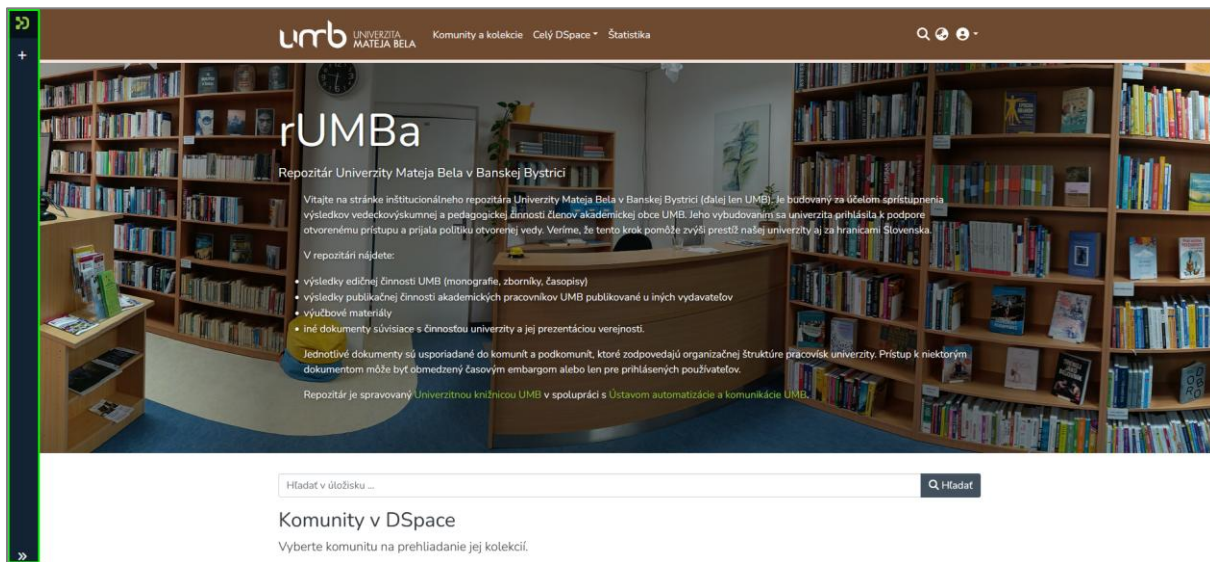 umb UNIVERZITA
MATEJA BELA
Komunity a kolekcie Celý DSpace Štatistika
rUMBa
Repozitár Univerzity Mateja Bela v Banskej Bystrici
Vitajte na stránke inštitucionálneho repozitára Univerzity Mateja Bela v Banskej Bystrici (ďalej len UMB). Je budovaný za účelom sprístupnenia
výsledkov vedeckovýskumnej a pedagogickej činnosti členov akademickej obce UMB. Jeho vybudovaním sa univerzita prihlásila k podpore
otvorenému prístupu a prijala politiku otvorenej vedy. Veríme, že tento krok pomôže zvýši prestíž našej univerzity aj za hranicami Slovenska.
V repozitári nájdete:
• výsledky edičnej činnosti UMB (monografie, zborníky, časopisy)
• výsledky publikačnej činnosti akademických pracovníkov UMB publikované u iných vydavateľov
• výučbové materiály
• iné dokumenty súvisiace s činnosťou univerzity a jej prezentáciou verejnosti.
Jednotlivé dokumenty sú usporiadané do komunít a podkomunít, ktoré zodpovedajú organizačnej štruktúre pracovísk univerzity. Prístup k niektorým
dokumentom môže byť obmedzený časovým embargom alebo len pre prihlásených používateľov.
Repozitár je spravovaný Univerzitnou knižnicou UMB v spolupráci s Ústavom automatizácie a komunikácie UMB.
Hľadať v úložisku ...
Hľadať
Komunity v DSpace
Vyberte komunitu na prehliadanie jej kolekcií.